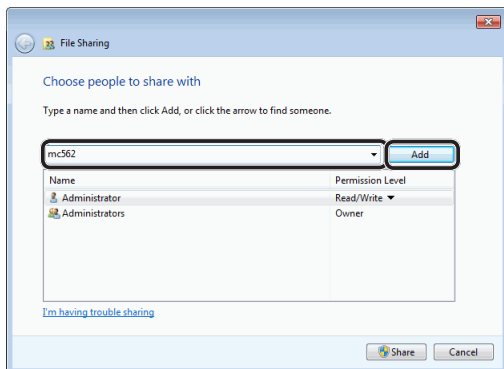 File Sharing
Choose people to share with
Type a name and then click Add, or click the arrow to find someone.
mc562 Add
Name Permission Level
Administrator Read/Write
Administrators Owner
I'm having trouble sharing
Share Cancel